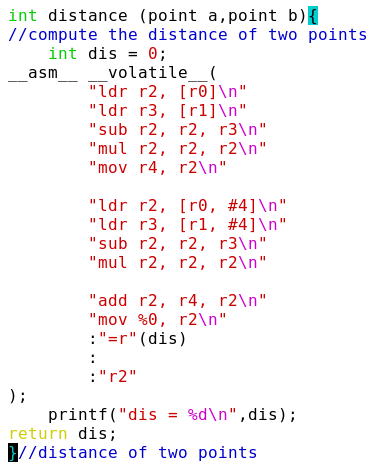 int distance (point a,point b){
//compute the distance of two points
    int dis = 0;
__asm__ __volatile__(
        "ldr r2, [r0]\n"
        "ldr r3, [r1]\n"
        "sub r2, r2, r3\n"
        "mul r2, r2, r2\n"
        "mov r4, r2\n"

        "ldr r2, [r0, #4]\n"
        "ldr r3, [r1, #4]\n"
        "sub r2, r2, r3\n"
        "mul r2, r2, r2\n"

        "add r2, r4, r2\n"
        "mov %0, r2\n"
        :"=r"(dis)
        :
        :"r2"
);
    printf("dis = %d\n",dis);
return dis;
}//distance of two points